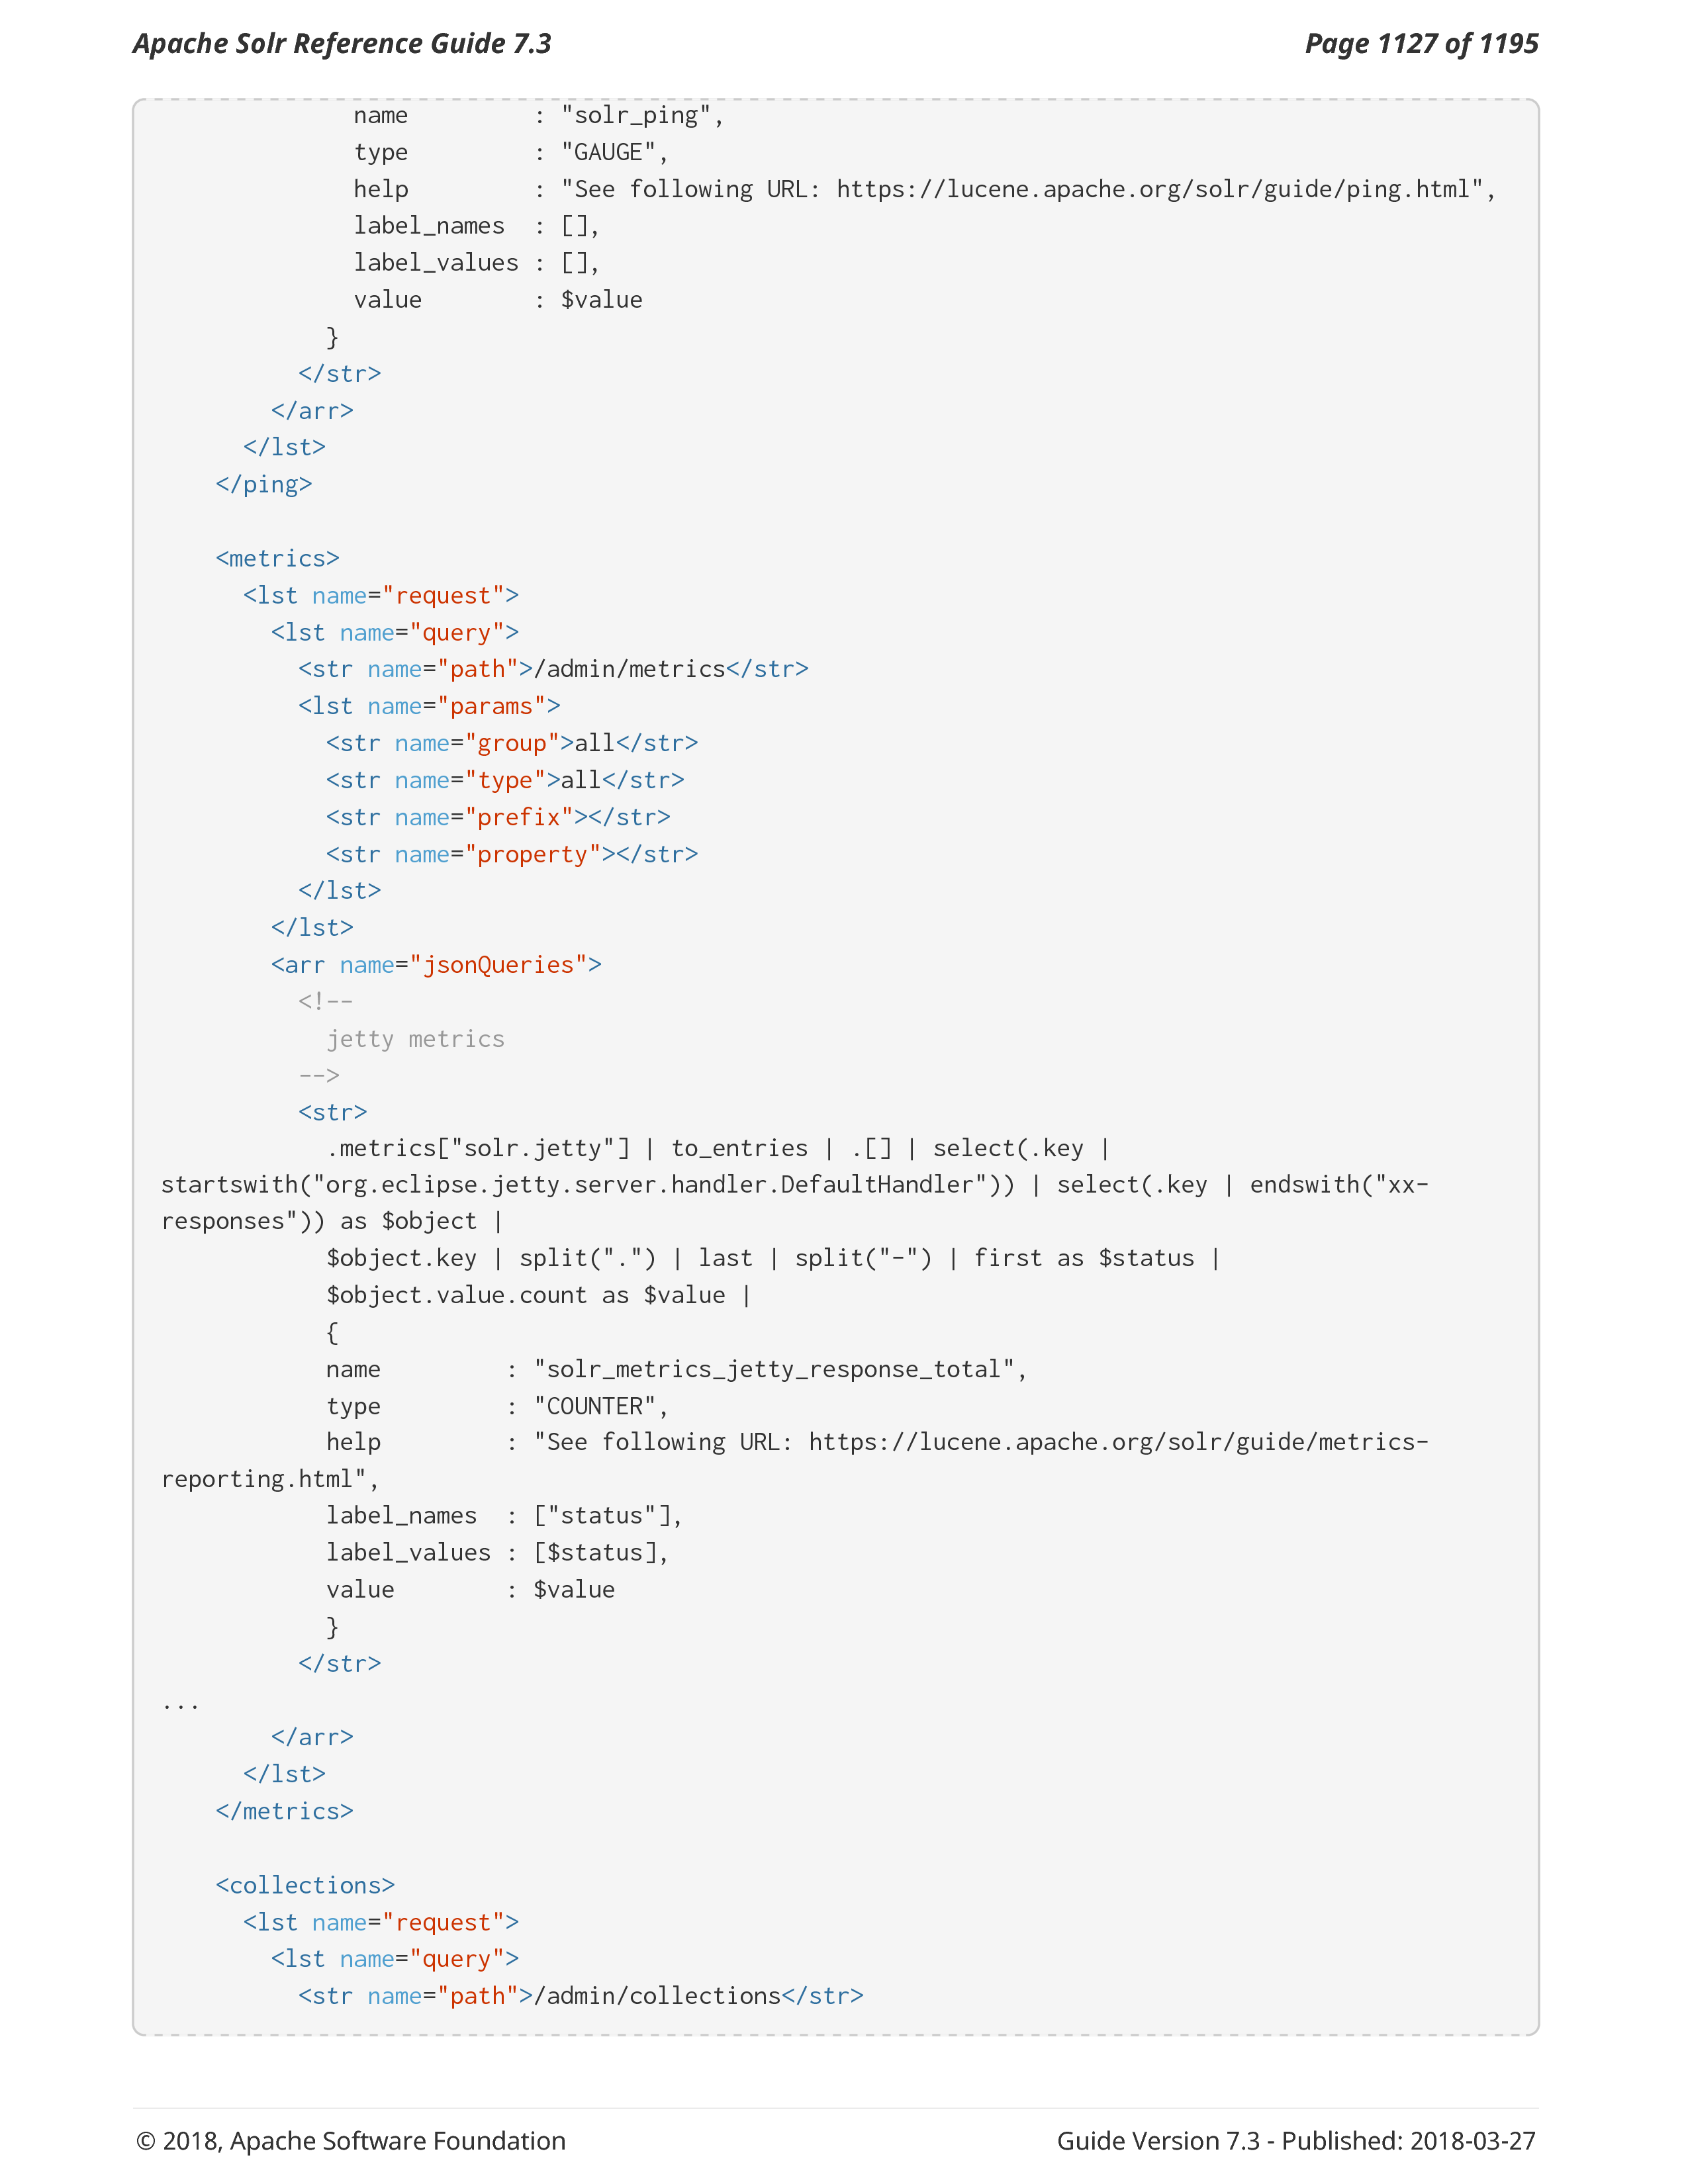 Apache Solr Reference Guide 7.3
Page 1127 of 1195
              name         : "solr_ping",
              type         : "GAUGE",
              help         : "See following URL: https://lucene.apache.org/solr/guide/ping.html",
              label_names  : [],
              label_values : [],
              value        : $value
            }
          </str>
        </arr>
      </lst>
    </ping>

    <metrics>
      <lst name="request">
        <lst name="query">
          <str name="path">/admin/metrics</str>
          <lst name="params">
            <str name="group">all</str>
            <str name="type">all</str>
            <str name="prefix"></str>
            <str name="property"></str>
          </lst>
        </lst>
        <arr name="jsonQueries">
          <!--
            jetty metrics
          -->
          <str>
            .metrics["solr.jetty"] | to_entries | .[] | select(.key |
startswith("org.eclipse.jetty.server.handler.DefaultHandler")) | select(.key | endswith("xx-
responses")) as $object |
            $object.key | split(".") | last | split("-") | first as $status |
            $object.value.count as $value |
            {
            name         : "solr_metrics_jetty_response_total",
            type         : "COUNTER",
            help         : "See following URL: https://lucene.apache.org/solr/guide/metrics-
reporting.html",
            label_names  : ["status"],
            label_values : [$status],
            value        : $value
            }
          </str>
...
        </arr>
      </lst>
    </metrics>

    <collections>
      <lst name="request">
        <lst name="query">
          <str name="path">/admin/collections</str>
© 2018, Apache Software Foundation
Guide Version 7.3 - Published: 2018-03-27